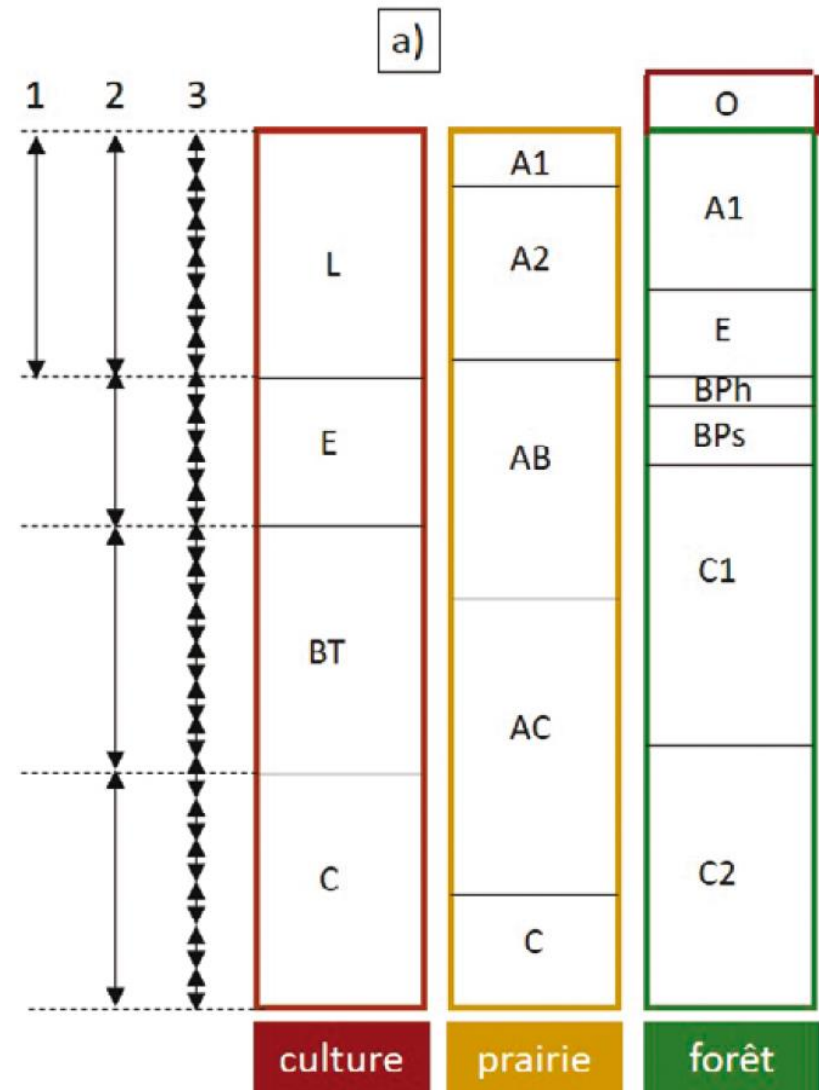 a)
1 2 3
L
E
BT
C
A1
A2
AB
AC
C
O
A1
E
BPh
BPs
C1
C2
culture prairie forêt